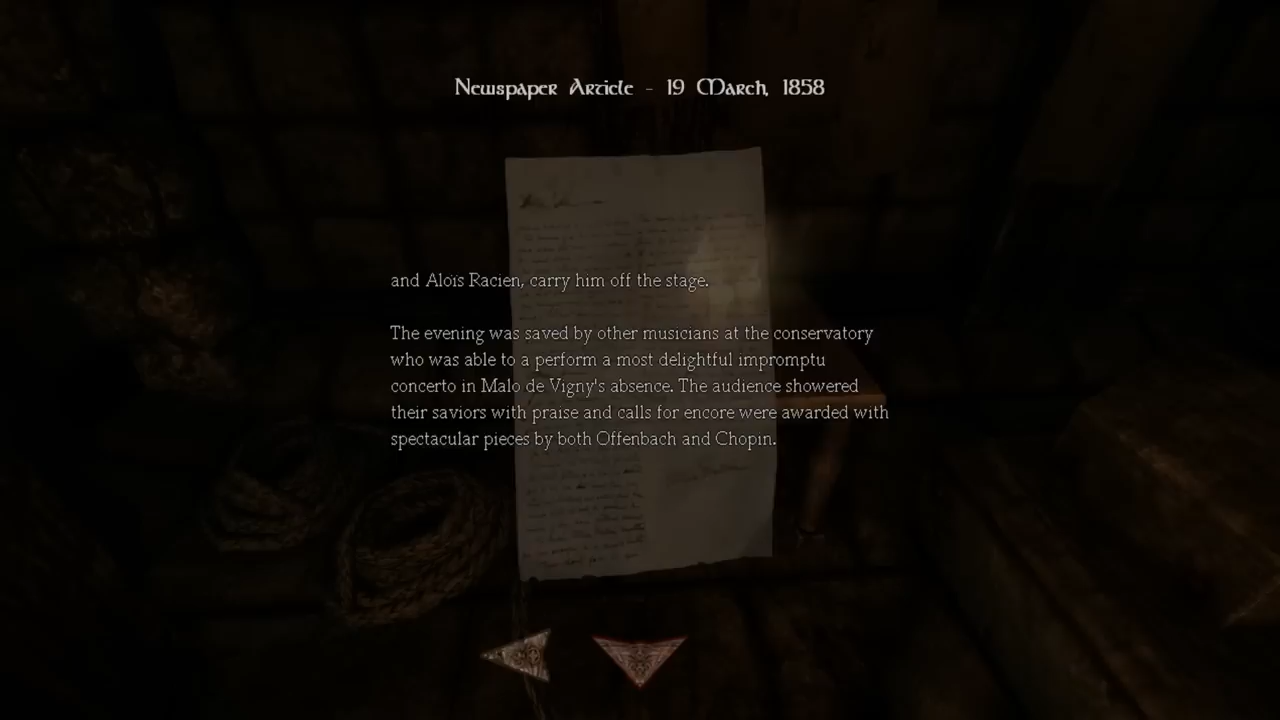 Newspaper Article - 19 March, 1858
and Aloïs Racien, carry him off the stage.
The evening was saved by other musicians at the conservatory
who was able to a perform a most delightful impromptu
concerto in Malo de Vigny's absence. The audience showered
their saviors with praise and calls for encore were awarded with
spectacular pieces by both Offenbach and Chopin.